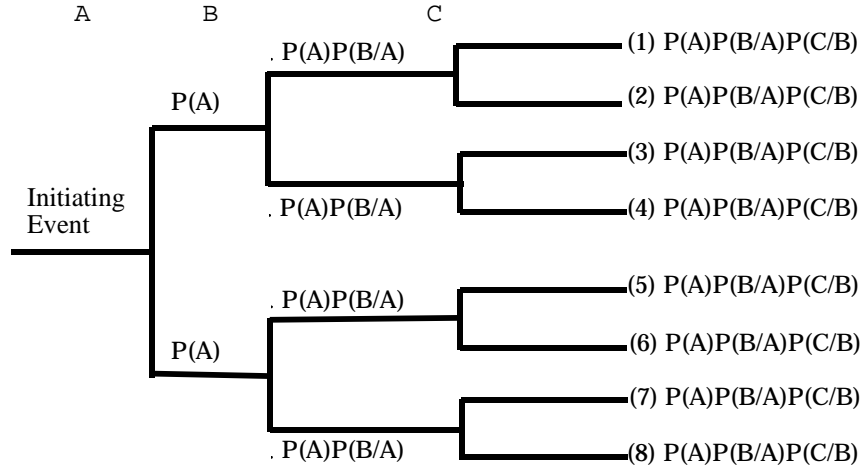 A B C
P(A)P(B/A)
(1) P(A)P(B/A)P(C/B)
P(A)
(2) P(A)P(B/A)P(C/B)
(3) P(A)P(B/A)P(C/B)
Initiating
Event
P(A)P(B/A)
(4) P(A)P(B/A)P(C/B)
P(A)P(B/A)
(5) P(A)P(B/A)P(C/B)
P(A)
(6) P(A)P(B/A)P(C/B)
(7) P(A)P(B/A)P(C/B)
P(A)P(B/A)
(8) P(A)P(B/A)P(C/B)